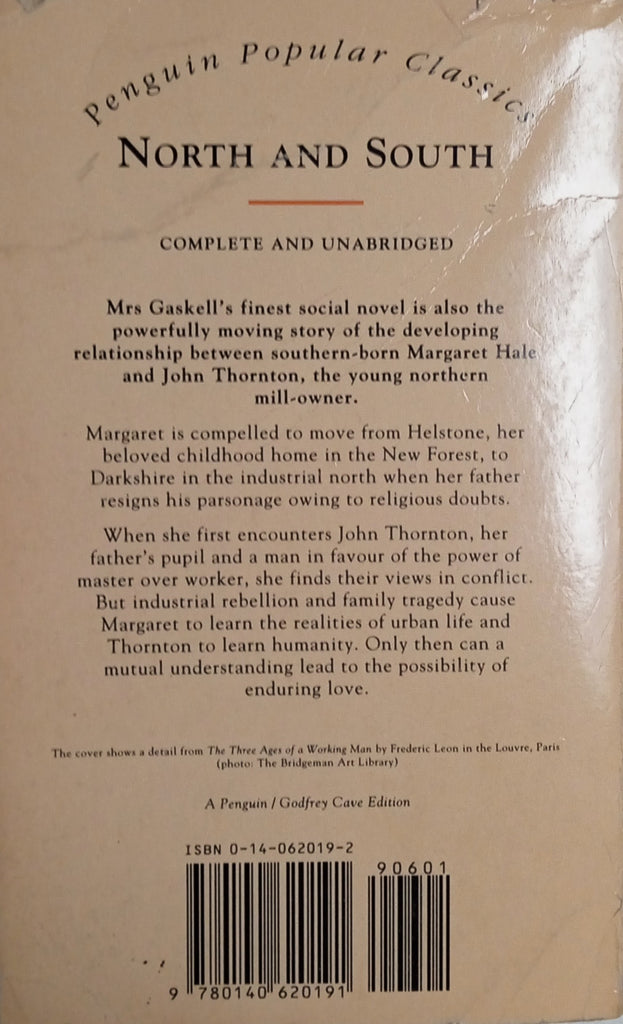 Penguin Popular Classics
NORTH AND SOUTH
COMPLETE AND UNABRIDGED
Mrs Gaskell's finest social novel is also the
powerfully moving story of the developing
relationship between southern-born Margaret Hale
and John Thornton, the young northern
mill-owner.
Margaret is compelled to move from Helstone, her
beloved childhood home in the New Forest, to
Darkshire in the industrial north when her father
resigns his parsonage owing to religious doubts.
When she first encounters John Thornton, her
father's pupil and a man in favour of the power of
master over worker, she finds their views in conflict.
But industrial rebellion and family tragedy cause
Margaret to learn the realities of urban life and
Thornton to learn humanity. Only then can a
mutual understanding lead to the possibility of
enduring love.
The cover shows a detail from The Three Ages of a Working Man by Frederic Leon in the Louvre, Paris
(photo: The Bridgeman Art Library)
A Penguin / Godfrey Cave Edition
ISBN 0-14-062019-2
90601
9 780140 620191